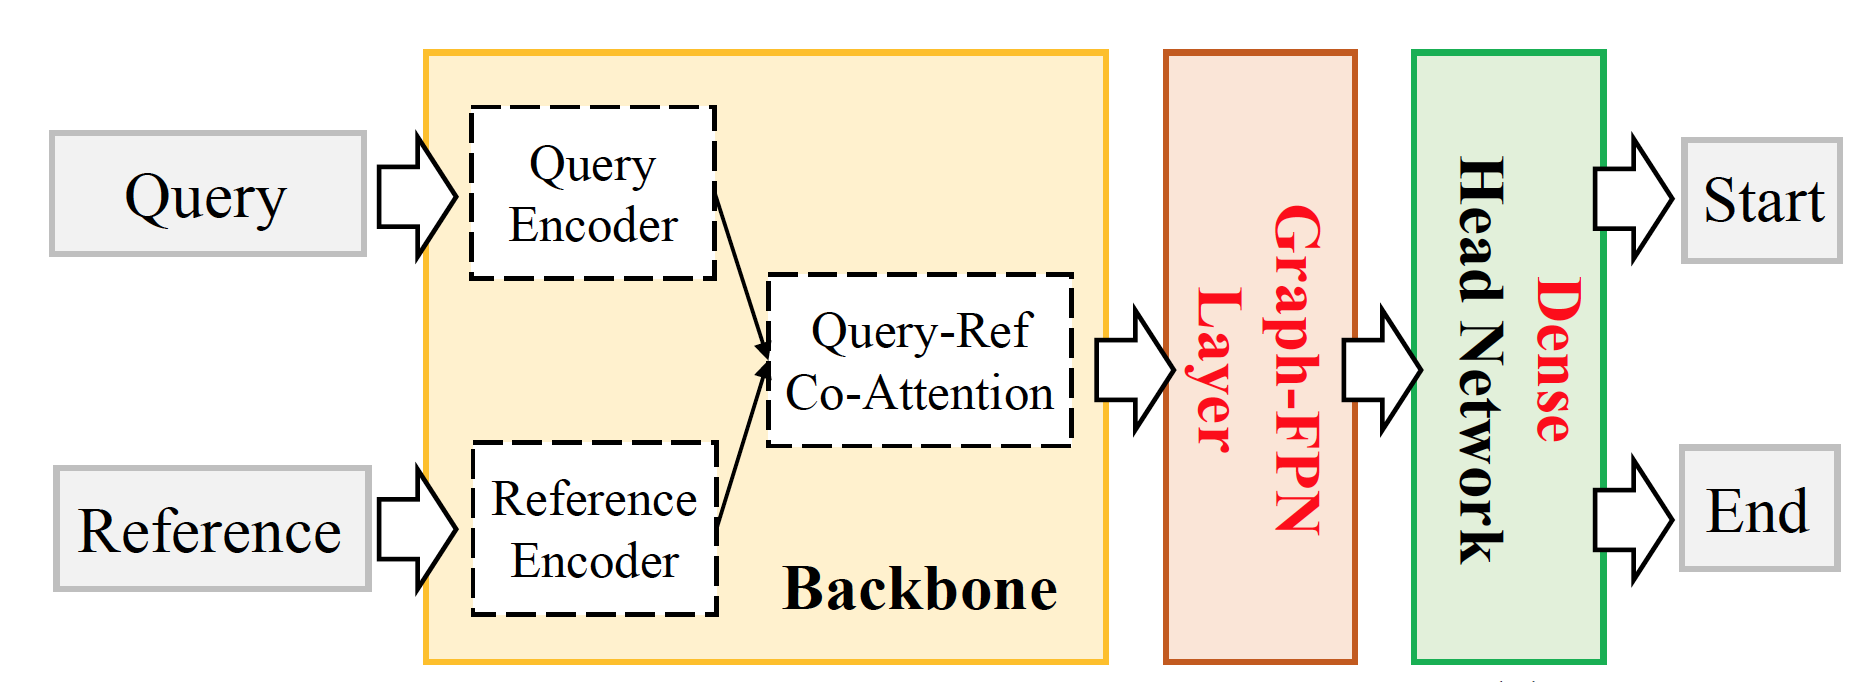 Query
Reference
Query
Encoder
Reference
Encoder
Query-Ref
Co-Attention
Backbone
Graph-FPN
Layer
Dense
Head Network
Start
End